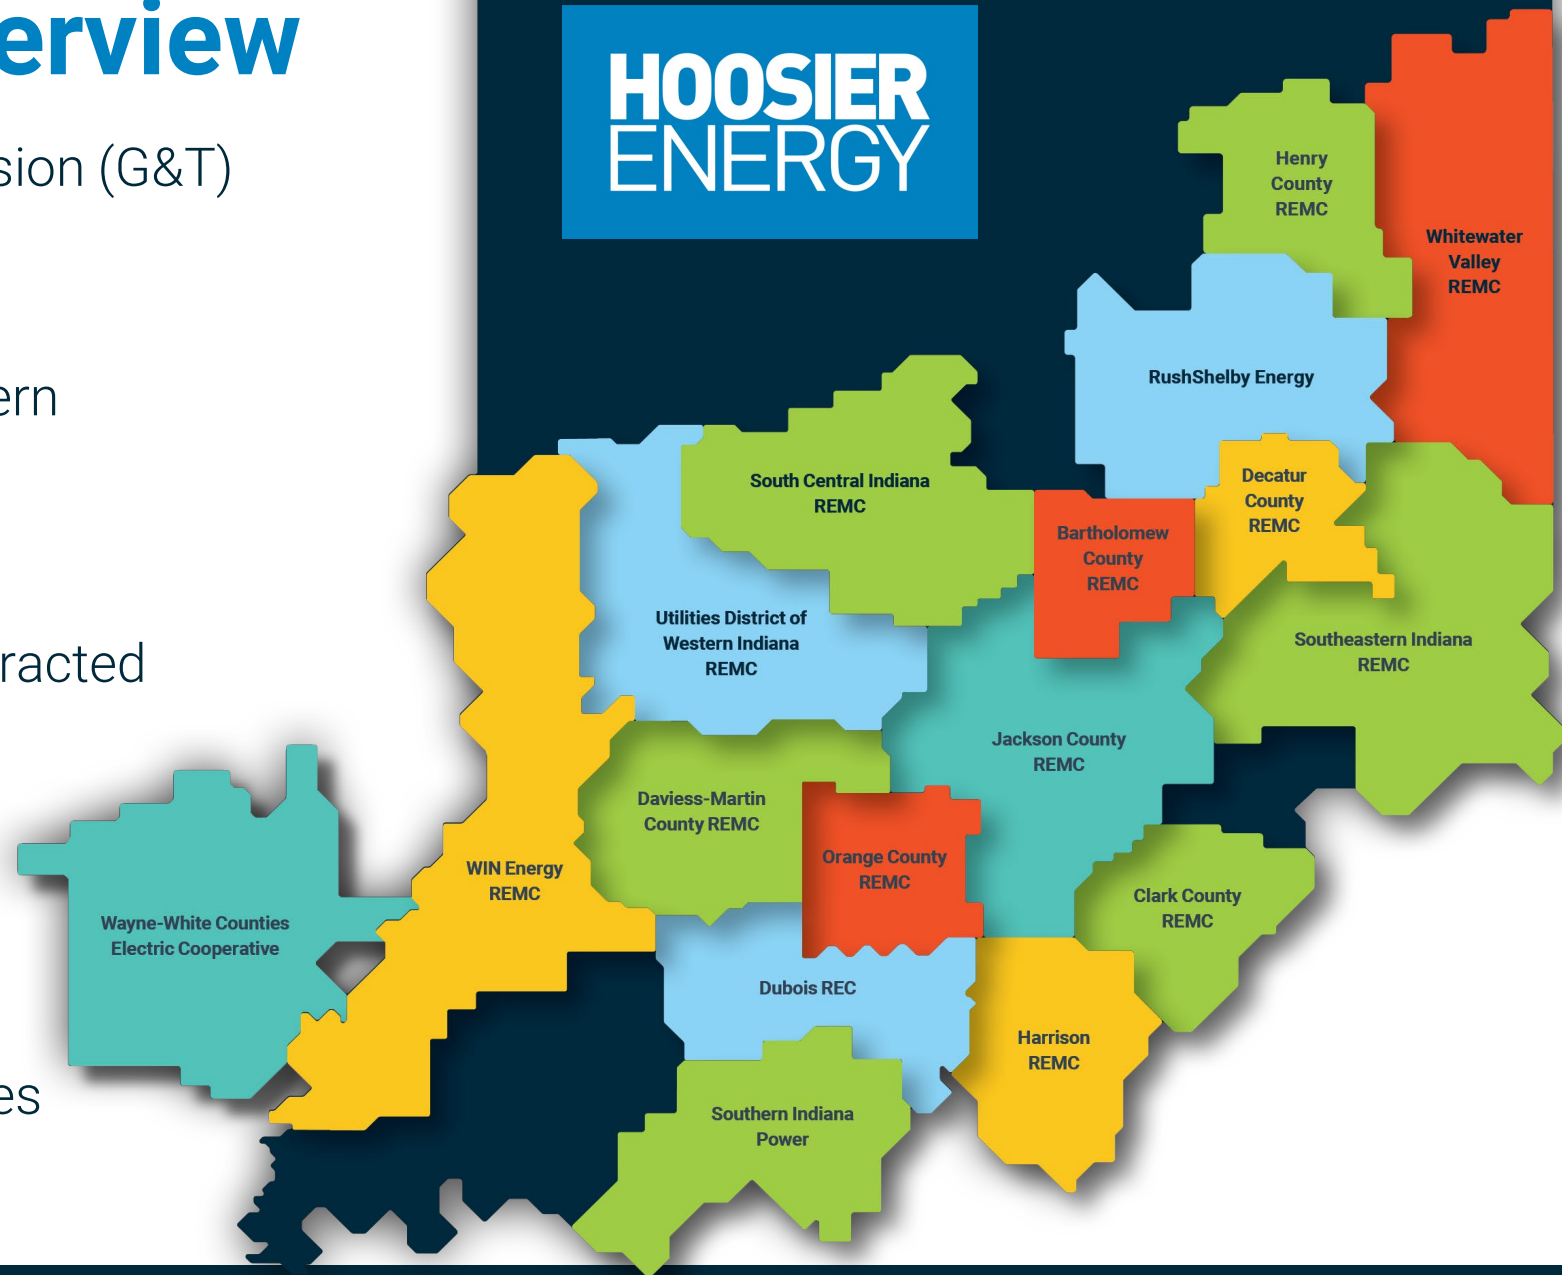 erview
sion (G&T)
ern
racted
es
HOOSIER
ENERGY
Henry
County
REMC
Whitewater
Valley
REMC
RushShelby Energy
South Central Indiana
REMC
Decatur
County
REMC
Bartholomew
County
REMC
Utilities District of
Western Indiana
REMC
Southeastern Indiana
REMC
Jackson County
REMC
Daviess-Martin
County REMC
Orange County
REMC
WIN Energy
REMC
Clark County
REMC
Wayne-White Counties
Electric Cooperative
Dubois REC
Harrison
REMC
Southern Indiana
Power